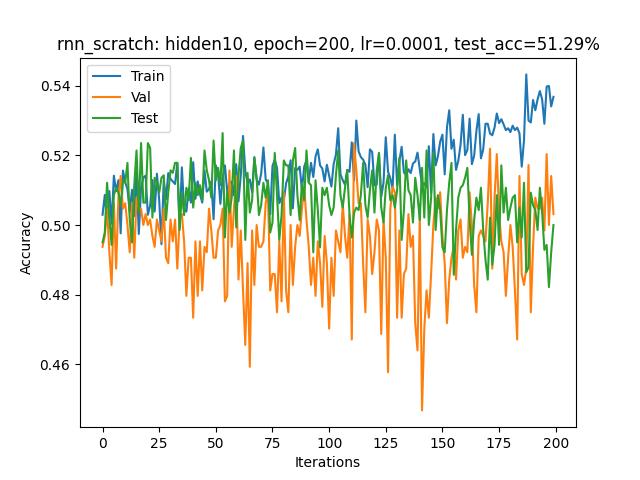 rnn_scratch: hidden10, epoch=200, lr=0.0001, test_acc=51.29%
Train
Val
Test
Accuracy
0.54
0.52
0.50
0.48
0.46
0 25 50 75 100 125 150 175 200
Iterations